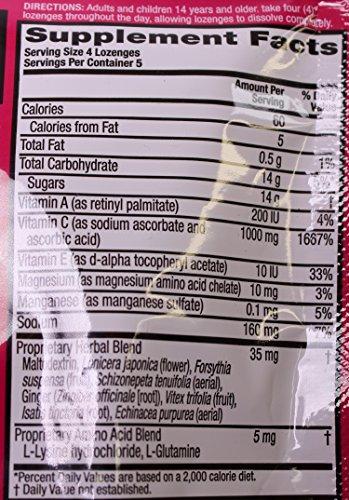 DIRECTIONS: Adults and children 14 years and older, take four (4)*
lozenges throughout the day, allowing lozenges to dissolve completely.
Supplement Facts
Serving Size 4 Lozenges
Servings Per Container 5
Amount Per Serving % Daily Value
Calories 60
Calories from Fat 5
Total Fat 0.5 g 1%
Total Carbohydrate 14 g
Sugars 14 g †
Vitamin A (as retinyl palmitate) 200 IU 4%
Vitamin C (as sodium ascorbate and
ascorbic acid) 1000 mg 1667%
Vitamin E (as d-alpha tocopheryl acetate) 10 IU 33%
Magnesium (as magnesium amino acid chelate) 10 mg 3%
Manganese (as manganese sulfate) 0.1 mg 5%
Sodium 160 mg 7%
Proprietary Herbal Blend 35 mg †
Maltodextrin, Lonicera japonica (flower), Forsythia
suspensa (fruit), Schizonepeta tenuifolia (aerial),
Ginger (Zingiber officinale [root]), Vitex trifolia (fruit),
Isatis tinctoria (root), Echinacea purpurea (aerial)
Proprietary Amino Acid Blend 5 mg †
L-Lysine hydrochloride, L-Glutamine
*Percent Daily Values are based on a 2,000 calorie diet.
† Daily Value not established.